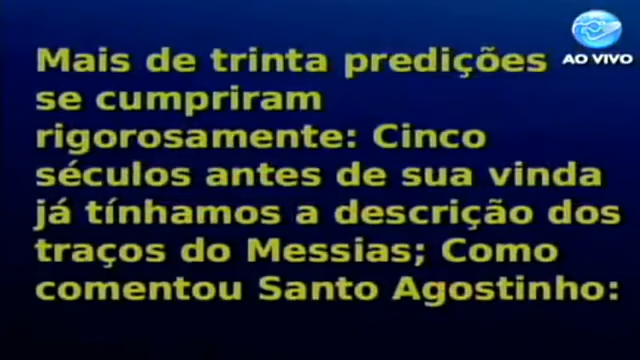 AO VIVO
Mais de trinta predições
se cumpriram
rigorosamente: Cinco
séculos antes de sua vinda
já tínhamos a descrição dos
traços do Messias; Como
comentou Santo Agostinho: